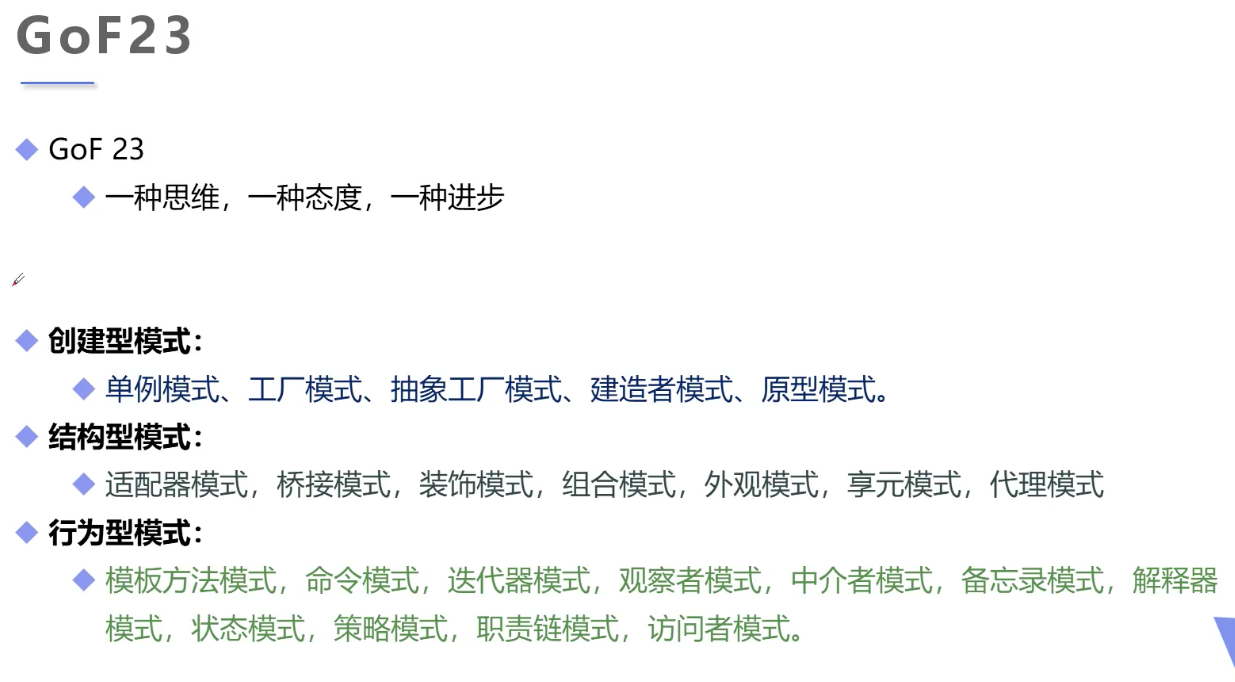 GoF23
GoF 23
一种思维，一种态度，一种进步
创建型模式：
单例模式、工厂模式、抽象工厂模式、建造者模式、原型模式。
结构型模式：
适配器模式，桥接模式，装饰模式，组合模式，外观模式，享元模式，代理模式
行为型模式：
模板方法模式，命令模式，迭代器模式，观察者模式，中介者模式，备忘录模式，解释器
模式，状态模式，策略模式，职责链模式，访问者模式。